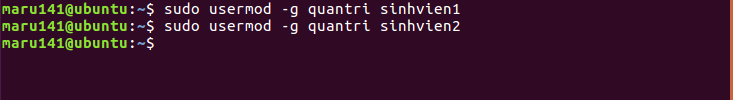 maru141@ubuntu:~$ sudo usermod -g quantri sinhvien1
maru141@ubuntu:~$ sudo usermod -g quantri sinhvien2
maru141@ubuntu:~$